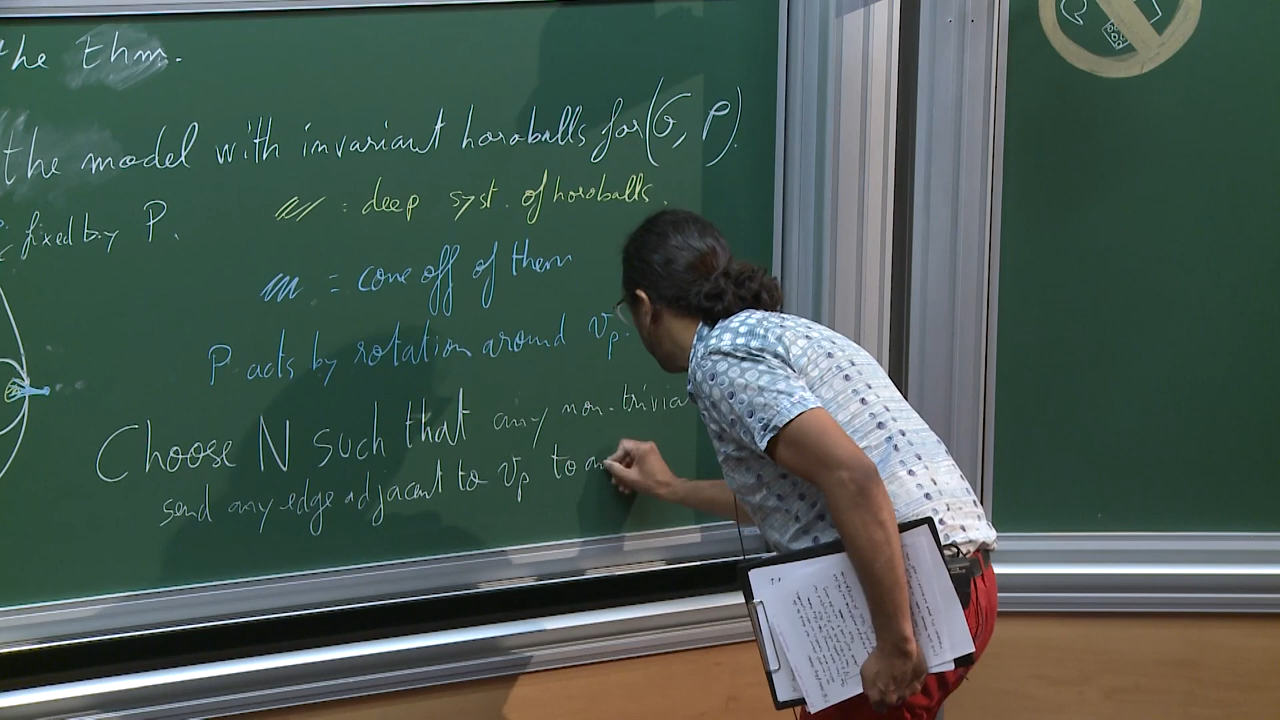 the thm.
the model with invariant horoballs for (G, P).
fixed by P.
= deep syst. of horoballs.
= cone off of them
P acts by rotation around v_p.
Choose N such that any non-trivia
send any edge adjacent to v_p to an